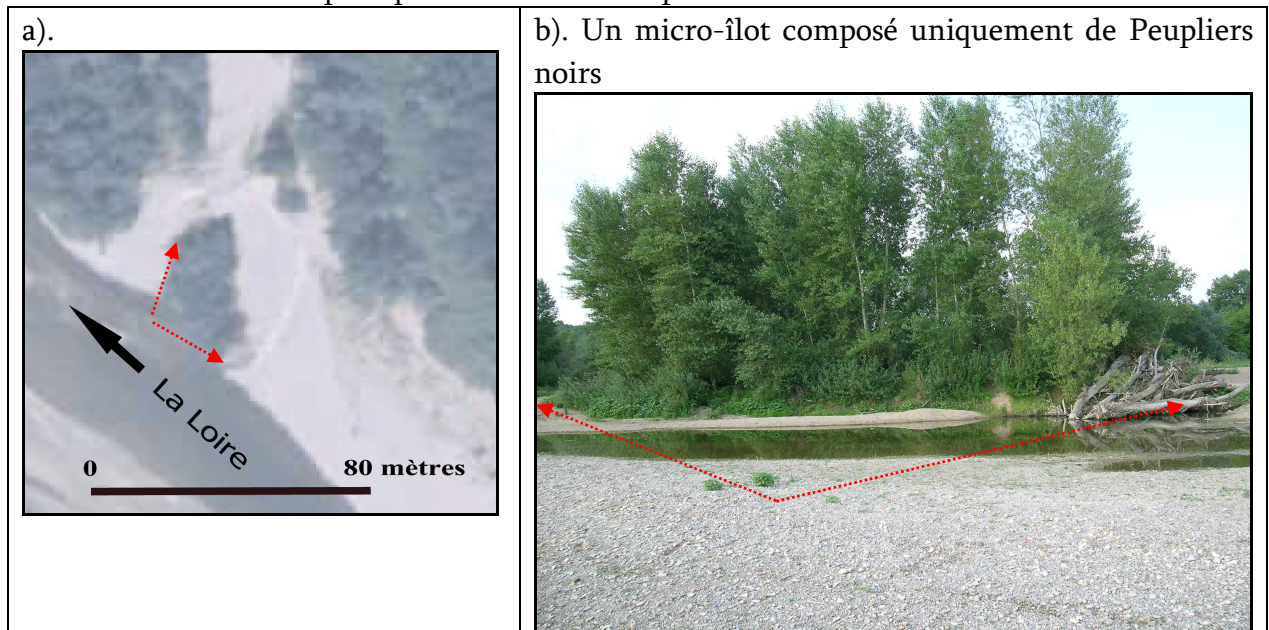 a).
La Loire
0
80 mètres
b). Un micro-îlot composé uniquement de Peupliers
noirs